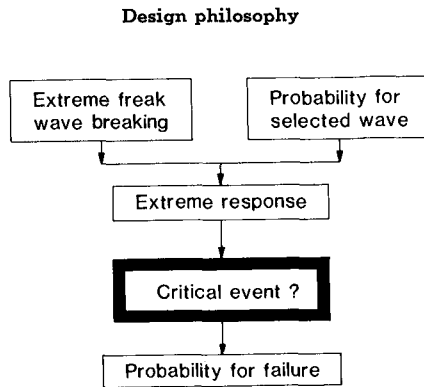 Design philosophy
Extreme freak
wave breaking
Probability for
selected wave
Extreme response
Critical event ?
Probability for failure